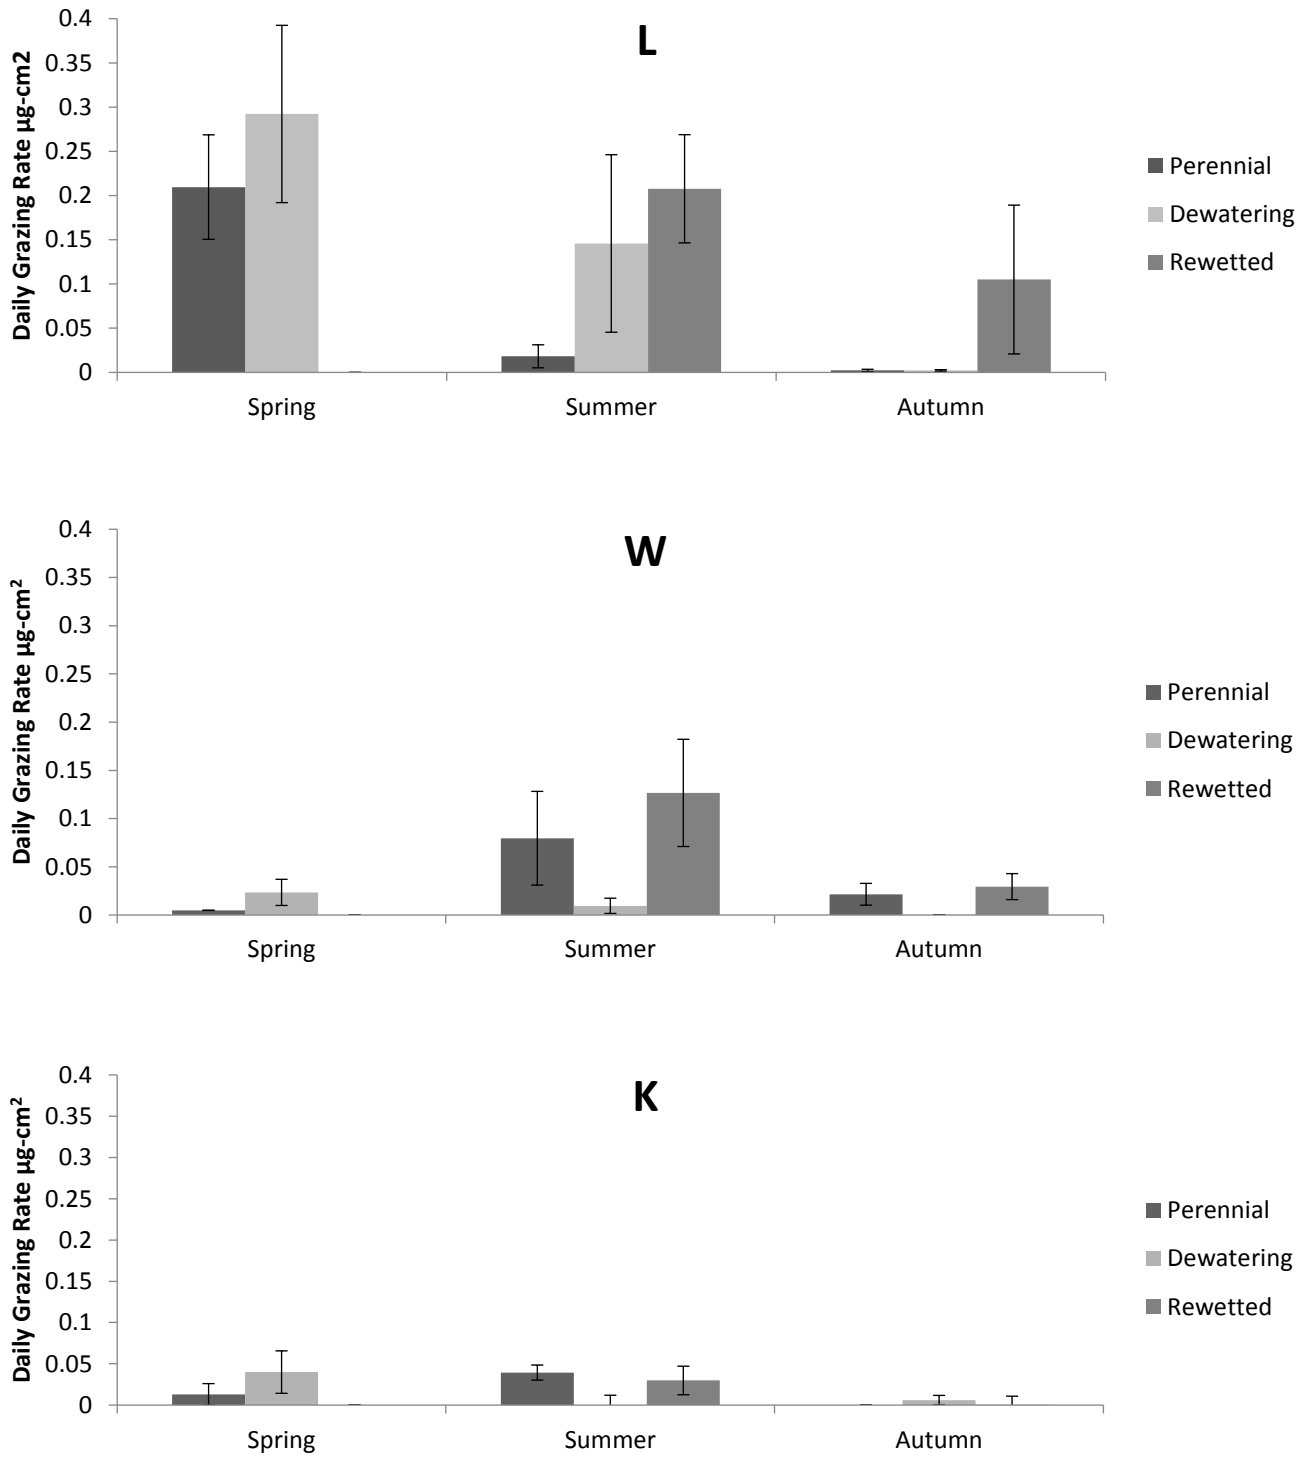 L
Daily Grazing Rate µg-cm2
0.4
0.35
0.3
0.25
0.2
0.15
0.1
0.05
0
Spring Summer Autumn
Perennial
Dewatering
Rewetted
W
Daily Grazing Rate µg-cm²
0.4
0.35
0.3
0.25
0.2
0.15
0.1
0.05
0
Spring Summer Autumn
Perennial
Dewatering
Rewetted
K
Daily Grazing Rate µg-cm²
0.4
0.35
0.3
0.25
0.2
0.15
0.1
0.05
0
Spring Summer Autumn
Perennial
Dewatering
Rewetted